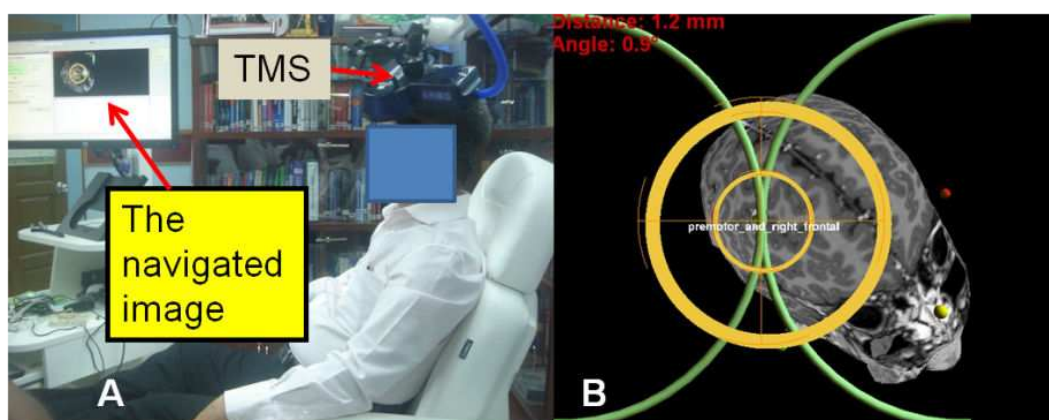 TMS
The
navigated
image
A
Distance: 1.2 mm
Angle: 0.9°
premotor_and_right_frontal
B